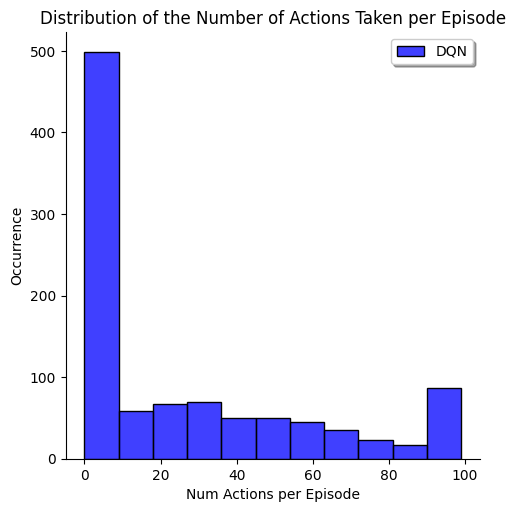 Distribution of the Number of Actions Taken per Episode
DQN
500
400
300
200
100
0
Occurrence
0 20 40 60 80 100
Num Actions per Episode